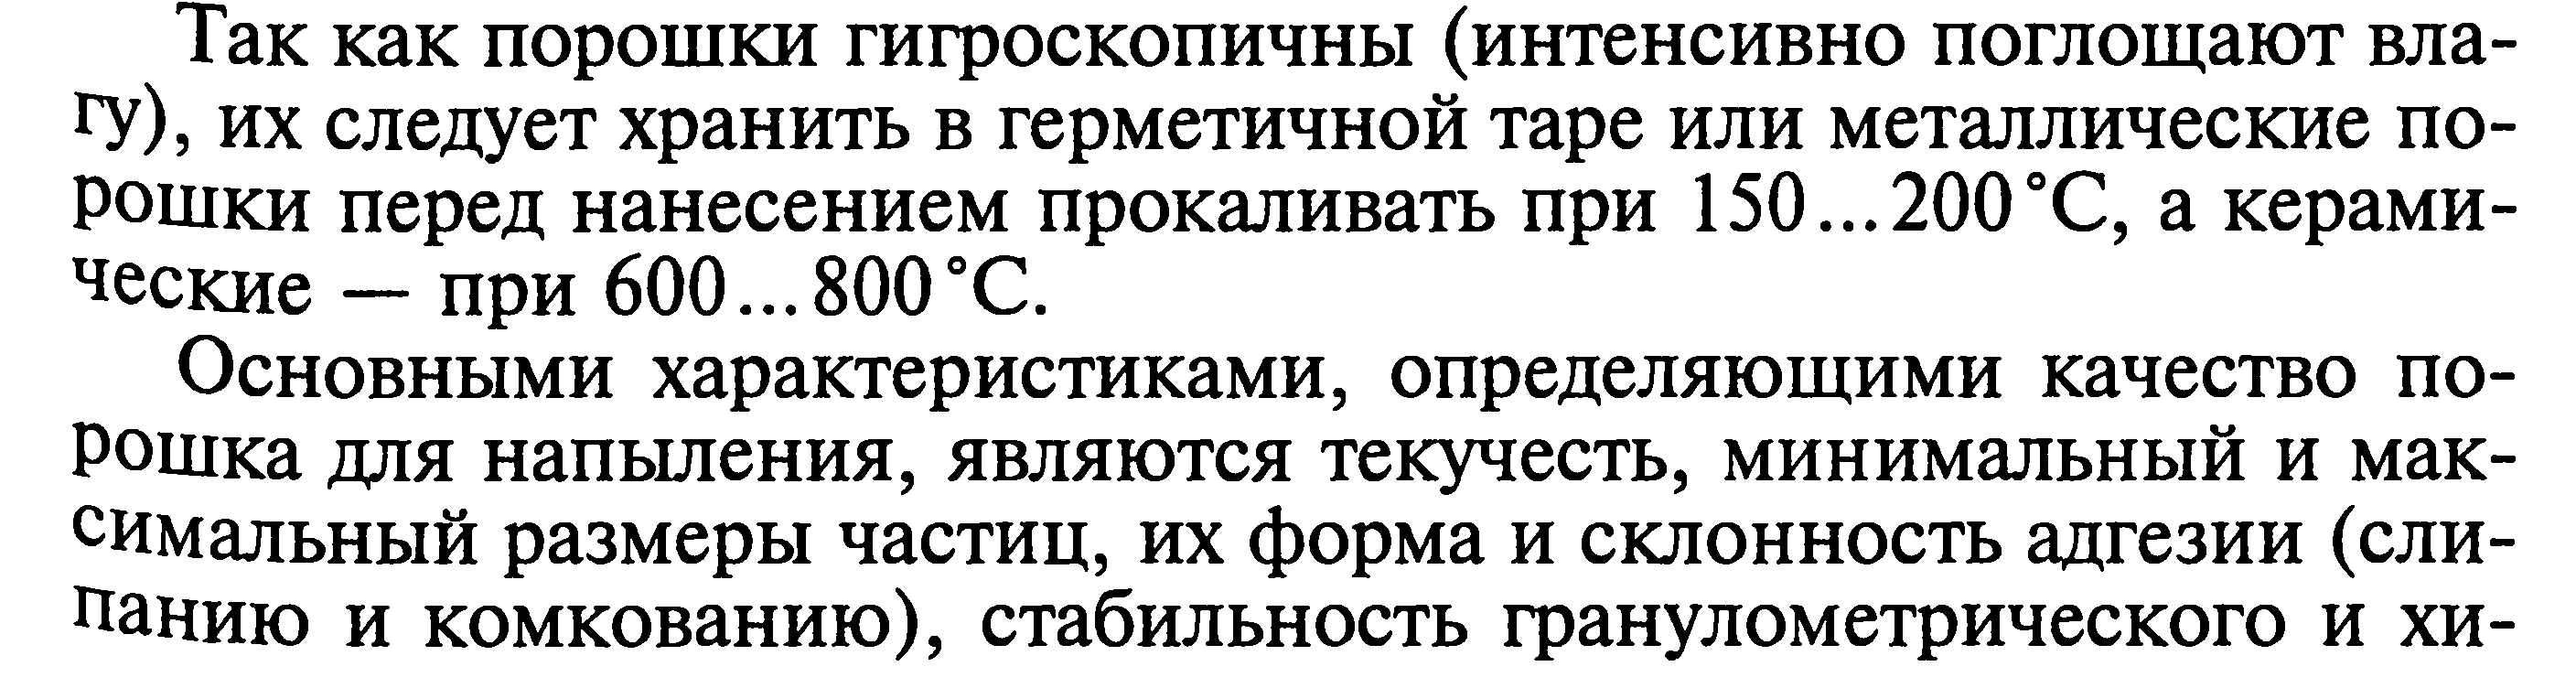 Так как порошки гигроскопичны (интенсивно поглощают вла-
гу), их следует хранить в герметичной таре или металлические по-
рошки перед нанесением прокаливать при 150...200 °С, а керами-
ческие — при 600...800 °С.
Основными характеристиками, определяющими качество по-
рошка для напыления, являются текучесть, минимальный и мак-
симальный размеры частиц, их форма и склонность адгезии (сли-
панию и комкованию), стабильность гранулометрического и хи-